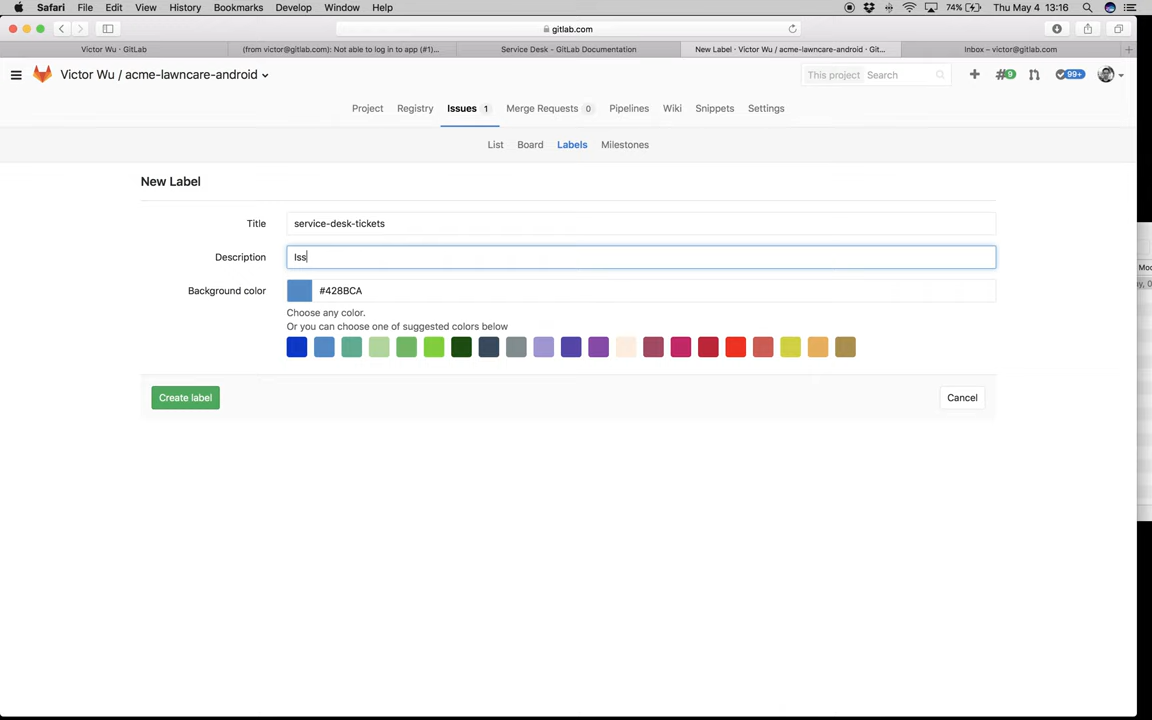 Safari File Edit View History Bookmarks Develop Window Help 74% Thu May 4 13:16
gitlab.com
Victor Wu · GitLab (from victor@gitlab.com): Not able to log in to app (#1)... Service Desk - GitLab Documentation New Label · Victor Wu / acme-lawncare-android · Git... Inbox – victor@gitlab.com
Victor Wu / acme-lawncare-android This project Search 9 99+
Project Registry Issues 1 Merge Requests 0 Pipelines Wiki Snippets Settings
List Board Labels Milestones
New Label
Title service-desk-tickets
Description Iss
Background color #428BCA
Choose any color.
Or you can choose one of suggested colors below
Create label Cancel